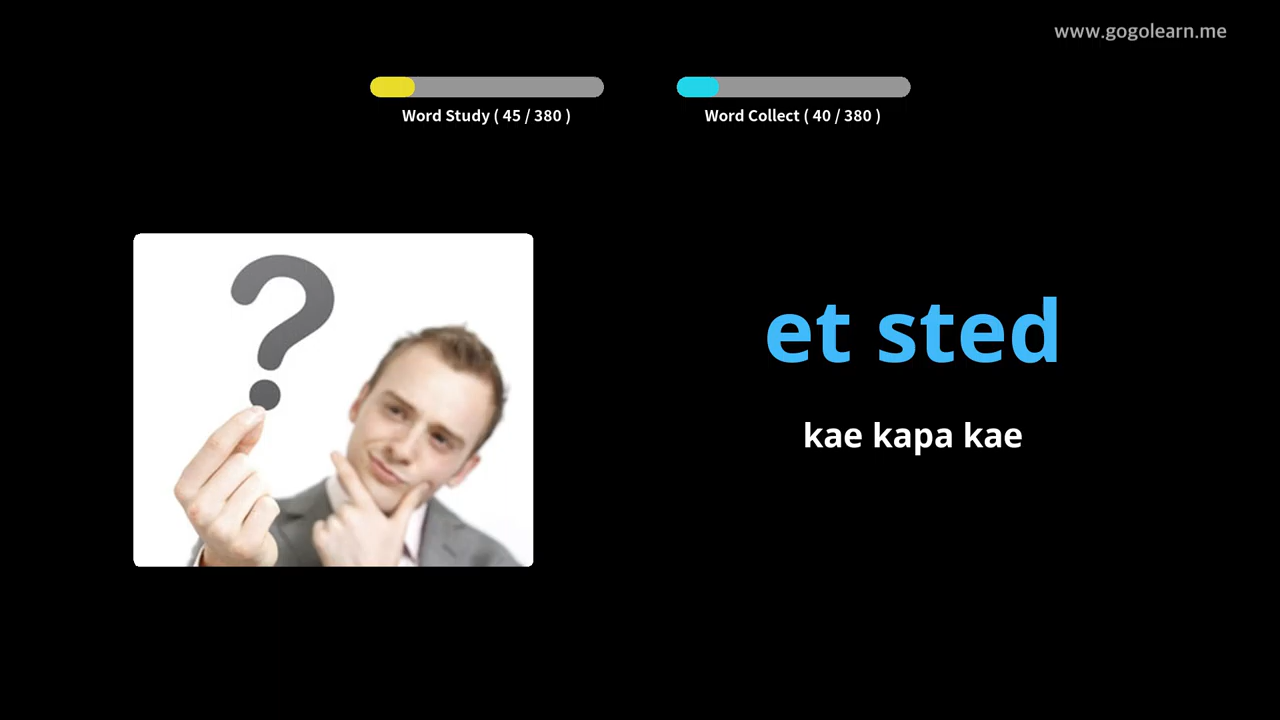 www.gogolearn.me
Word Study ( 45 / 380 )
Word Collect ( 40 / 380 )
et sted
kae kapa kae